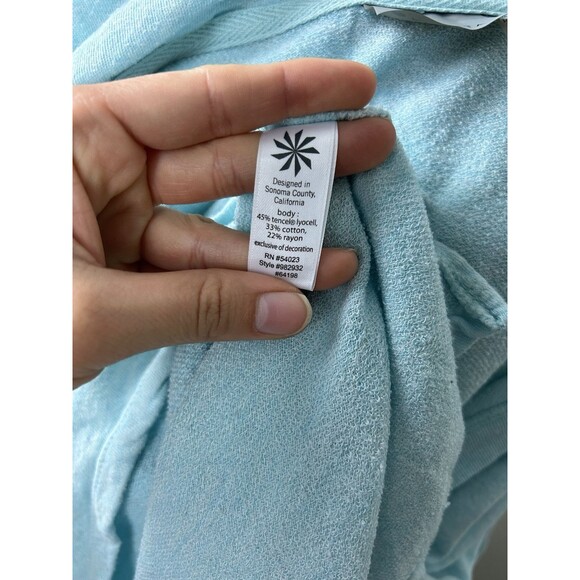 Designed in
Sonoma County,
California
body :
45% tencel® lyocell,
33% cotton,
22% rayon
exclusive of decoration
RN #54023
Style #982932
#64198